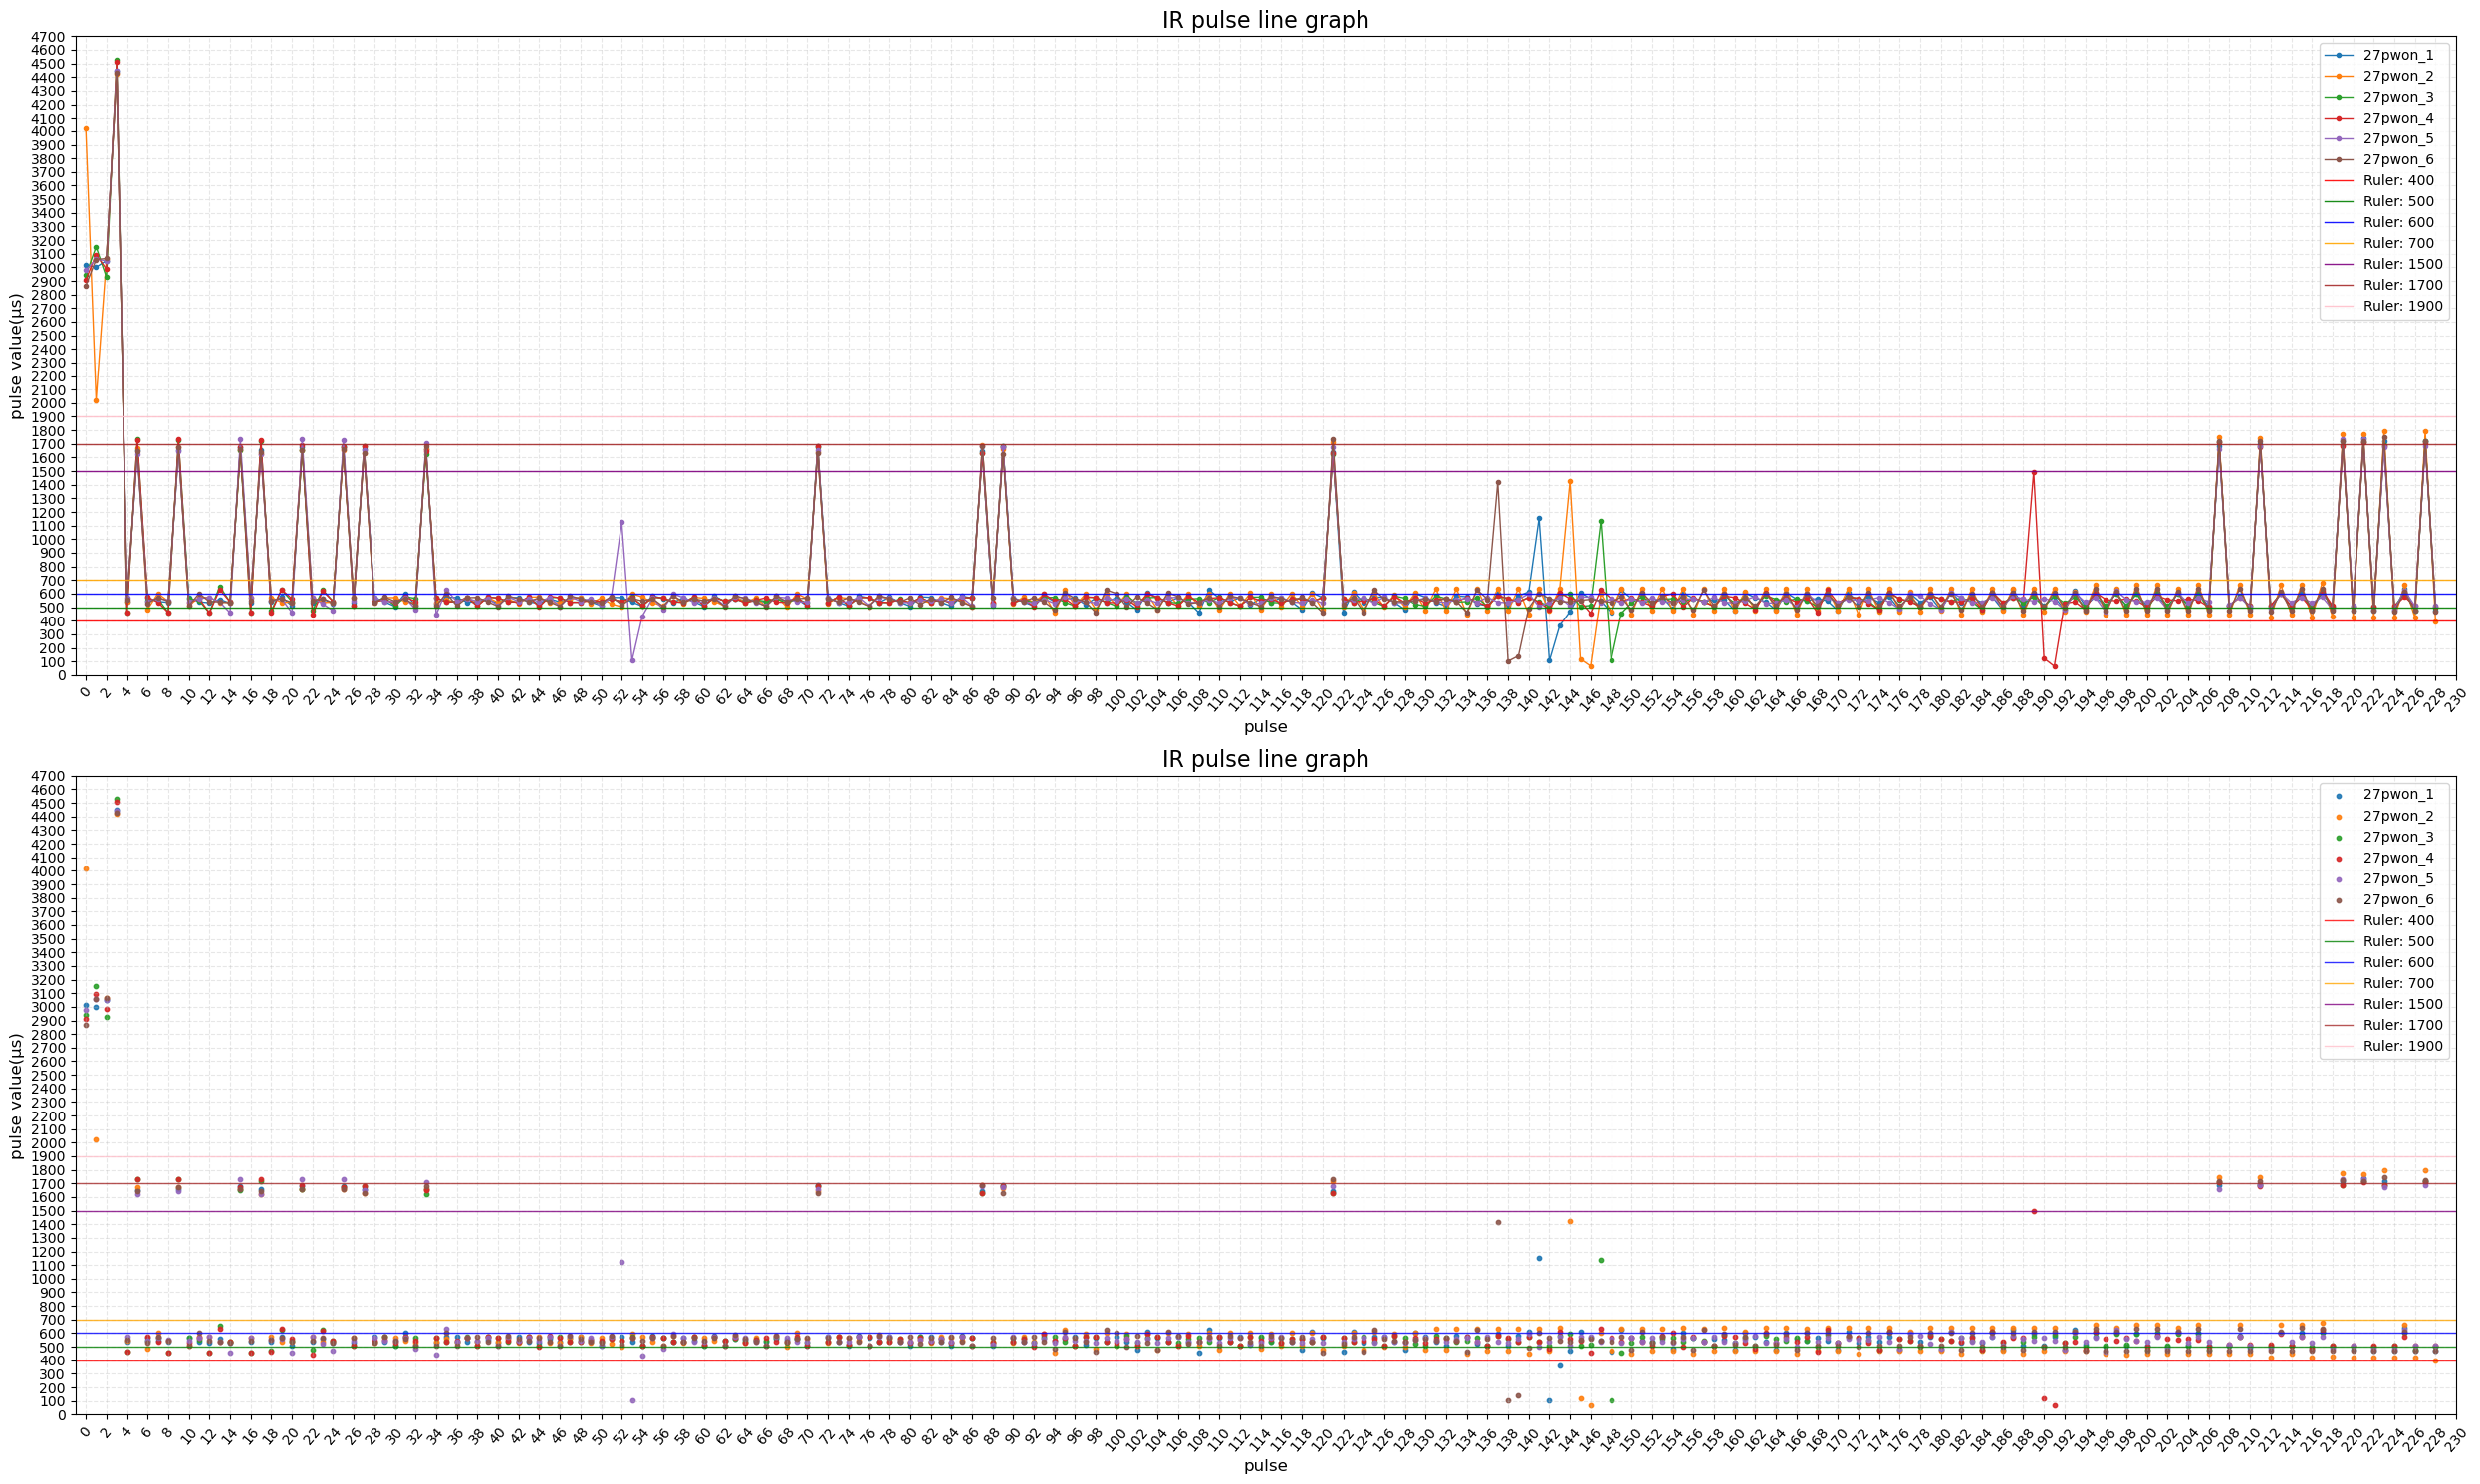 IR pulse line graph
4700
4600
4500
4400
4300
4200
4100
4000
3900
3800
3700
3600
3500
3400
3300
3200
3100
3000
2900
2800
2700
2600
2500
2400
2300
2200
2100
2000
1900
1800
1700
1600
1500
1400
1300
1200
1100
1000
900
800
700
600
500
400
300
200
100
0
pulse value(μs)
27pwon_1
27pwon_2
27pwon_3
27pwon_4
27pwon_5
27pwon_6
Ruler: 400
Ruler: 500
Ruler: 600
Ruler: 700
Ruler: 1500
Ruler: 1700
Ruler: 1900
0 2 4 6 8 10 12 14 16 18 20 22 24 26 28 30 32 34 36 38 40 42 44 46 48 50 52 54 56 58 60 62 64 66 68 70 72 74 76 78 80 82 84 86 88 90 92 94 96 98 100 102 104 106 108 110 112 114 116 118 120 122 124 126 128 130 132 134 136 138 140 142 144 146 148 150 152 154 156 158 160 162 164 166 168 170 172 174 176 178 180 182 184 186 188 190 192 194 196 198 200 202 204 206 208 210 212 214 216 218 220 222 224 226 228 230
pulse
IR pulse line graph
4700
4600
4500
4400
4300
4200
4100
4000
3900
3800
3700
3600
3500
3400
3300
3200
3100
3000
2900
2800
2700
2600
2500
2400
2300
2200
2100
2000
1900
1800
1700
1600
1500
1400
1300
1200
1100
1000
900
800
700
600
500
400
300
200
100
0
pulse value(μs)
27pwon_1
27pwon_2
27pwon_3
27pwon_4
27pwon_5
27pwon_6
Ruler: 400
Ruler: 500
Ruler: 600
Ruler: 700
Ruler: 1500
Ruler: 1700
Ruler: 1900
0 2 4 6 8 10 12 14 16 18 20 22 24 26 28 30 32 34 36 38 40 42 44 46 48 50 52 54 56 58 60 62 64 66 68 70 72 74 76 78 80 82 84 86 88 90 92 94 96 98 100 102 104 106 108 110 112 114 116 118 120 122 124 126 128 130 132 134 136 138 140 142 144 146 148 150 152 154 156 158 160 162 164 166 168 170 172 174 176 178 180 182 184 186 188 190 192 194 196 198 200 202 204 206 208 210 212 214 216 218 220 222 224 226 228 230
pulse